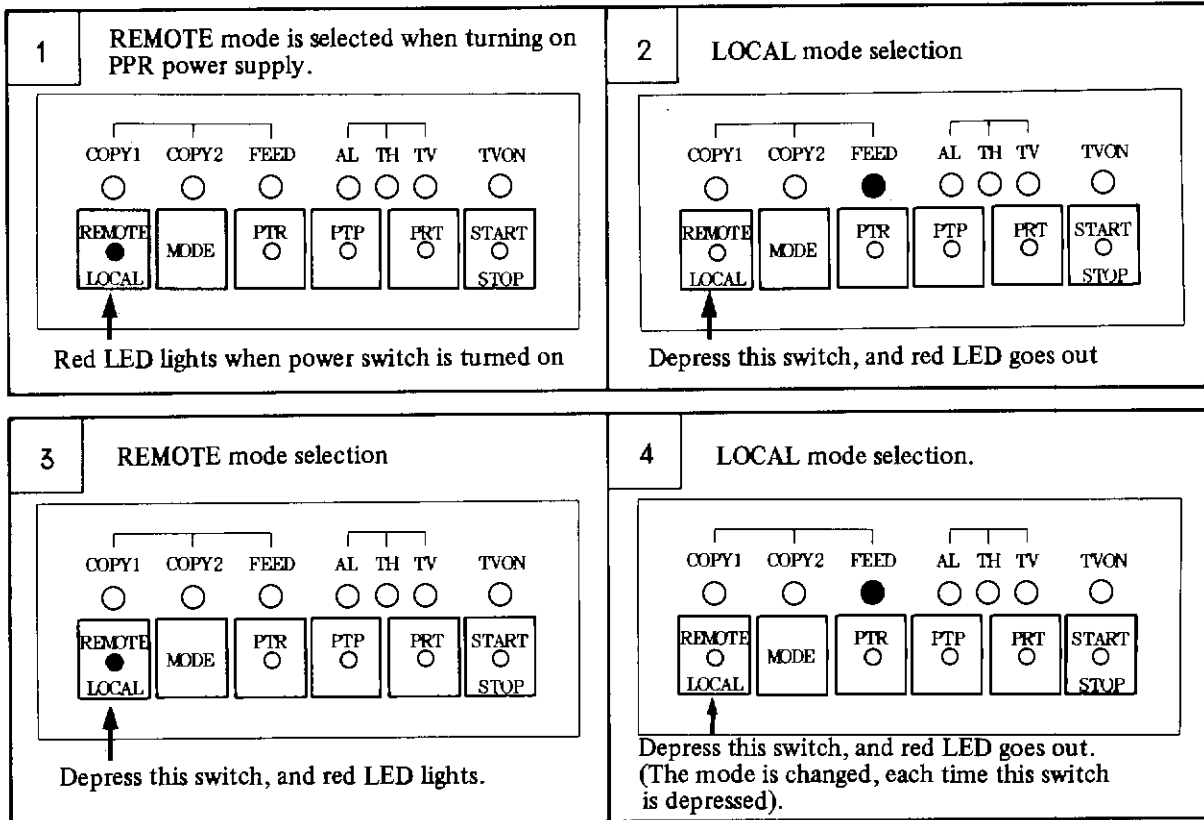 1
REMOTE mode is selected when turning on
PPR power supply.
COPY1 COPY2 FEED AL TH TV TVON
REMOTE MODE PTR PTP PRT START
LOCAL STOP
Red LED lights when power switch is turned on
2
LOCAL mode selection
COPY1 COPY2 FEED AL TH TV TVON
REMOTE MODE PTR PTP PRT START
LOCAL STOP
Depress this switch, and red LED goes out
3
REMOTE mode selection
COPY1 COPY2 FEED AL TH TV TVON
REMOTE MODE PTR PTP PRT START
LOCAL STOP
Depress this switch, and red LED lights.
4
LOCAL mode selection.
COPY1 COPY2 FEED AL TH TV TVON
REMOTE MODE PTR PTP PRT START
LOCAL STOP
Depress this switch, and red LED goes out.
(The mode is changed, each time this switch
is depressed).